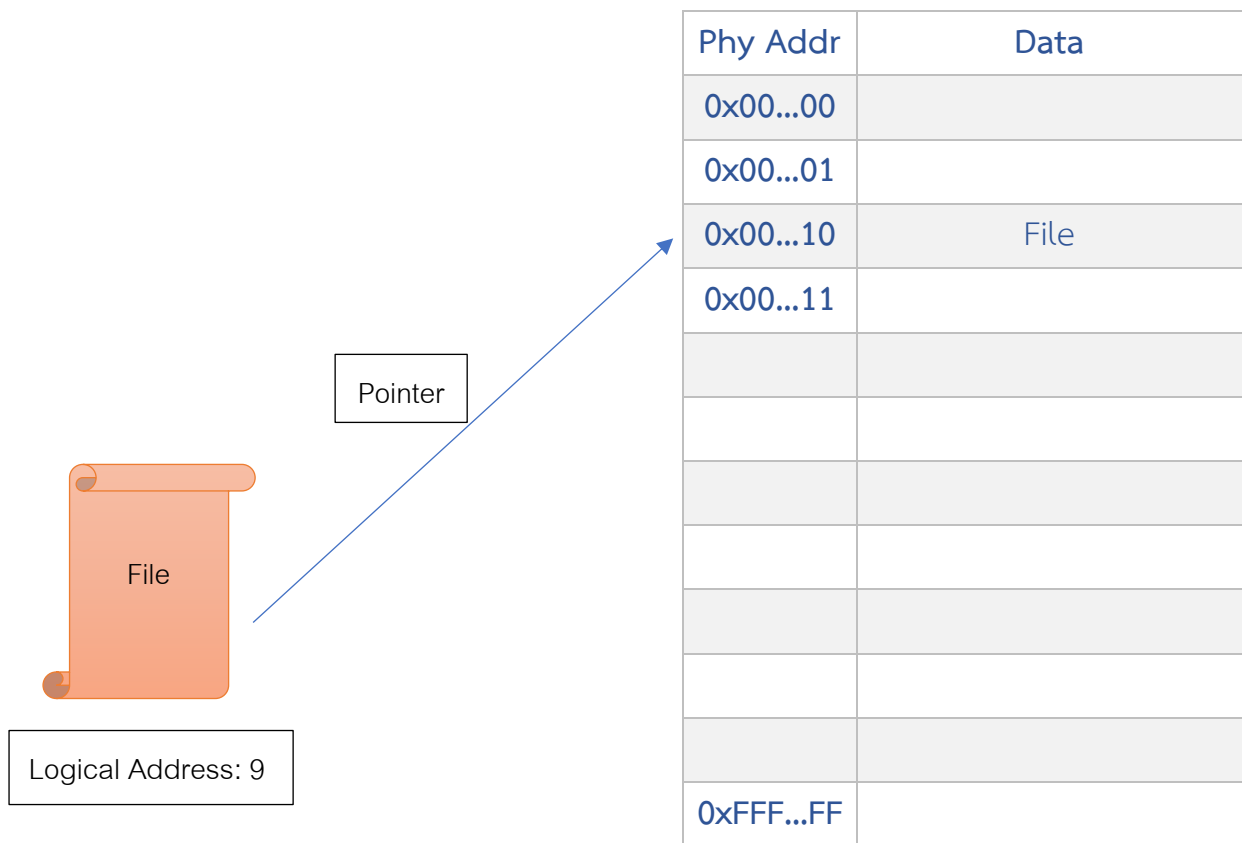 Phy Addr Data
0x00...00
0x00...01
0x00...10 File
0x00...11
Pointer
File
Logical Address: 9
0xFFF...FF